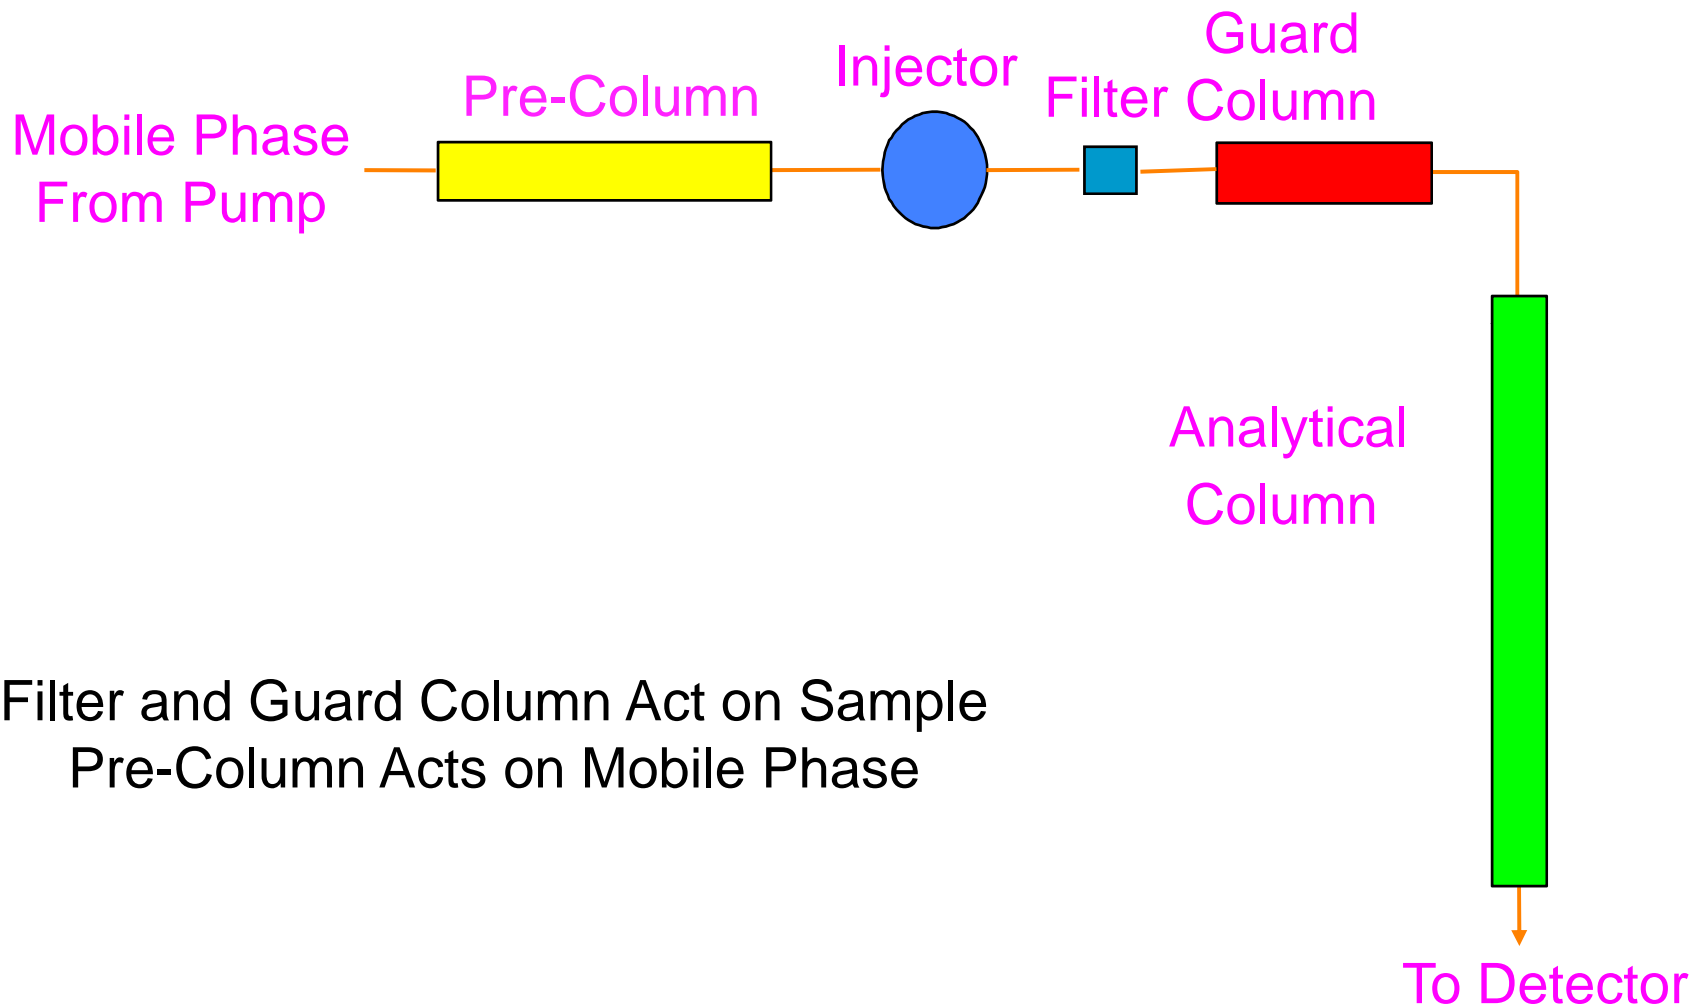 Mobile Phase
From Pump
Pre-Column
Injector
Filter
Guard
Column
Analytical
Column
Filter and Guard Column Act on Sample
Pre-Column Acts on Mobile Phase
To Detector